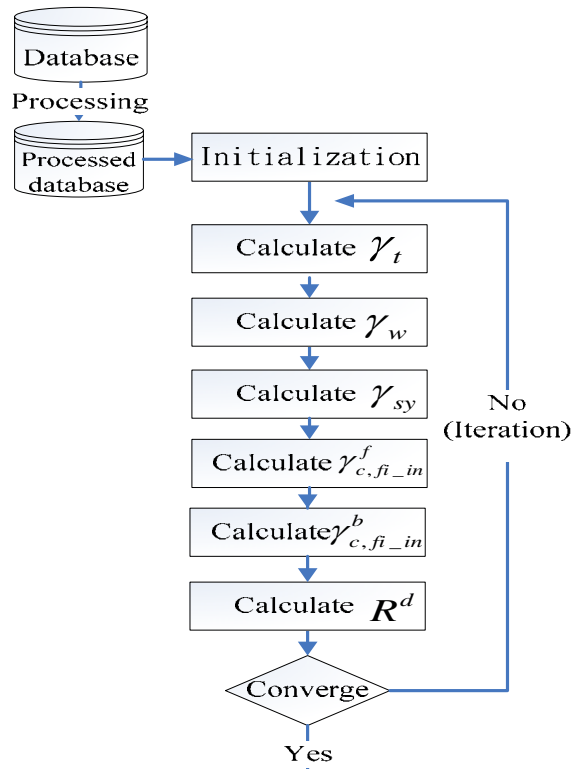 Database
Processing
Processed
database
Initialization
Calculate γ_t
Calculate γ_w
Calculate γ_sy
Calculate γ^f_c,fi_in
Calculateγ^b_c,fi_in
Calculate R^d
No
(Iteration)
Converge
Yes